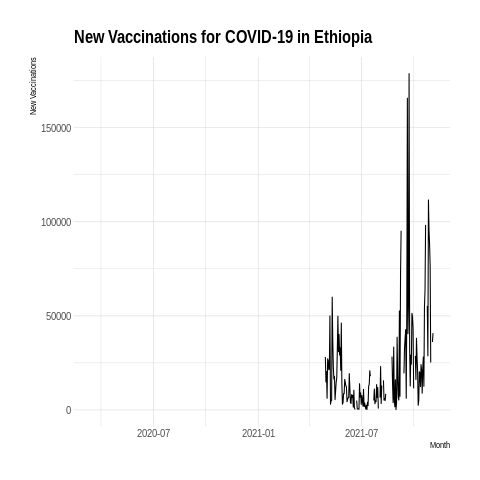 New Vaccinations for COVID-19 in Ethiopia
New Vaccinations
150000
100000
50000
0
2020-07 2021-01 2021-07
Month